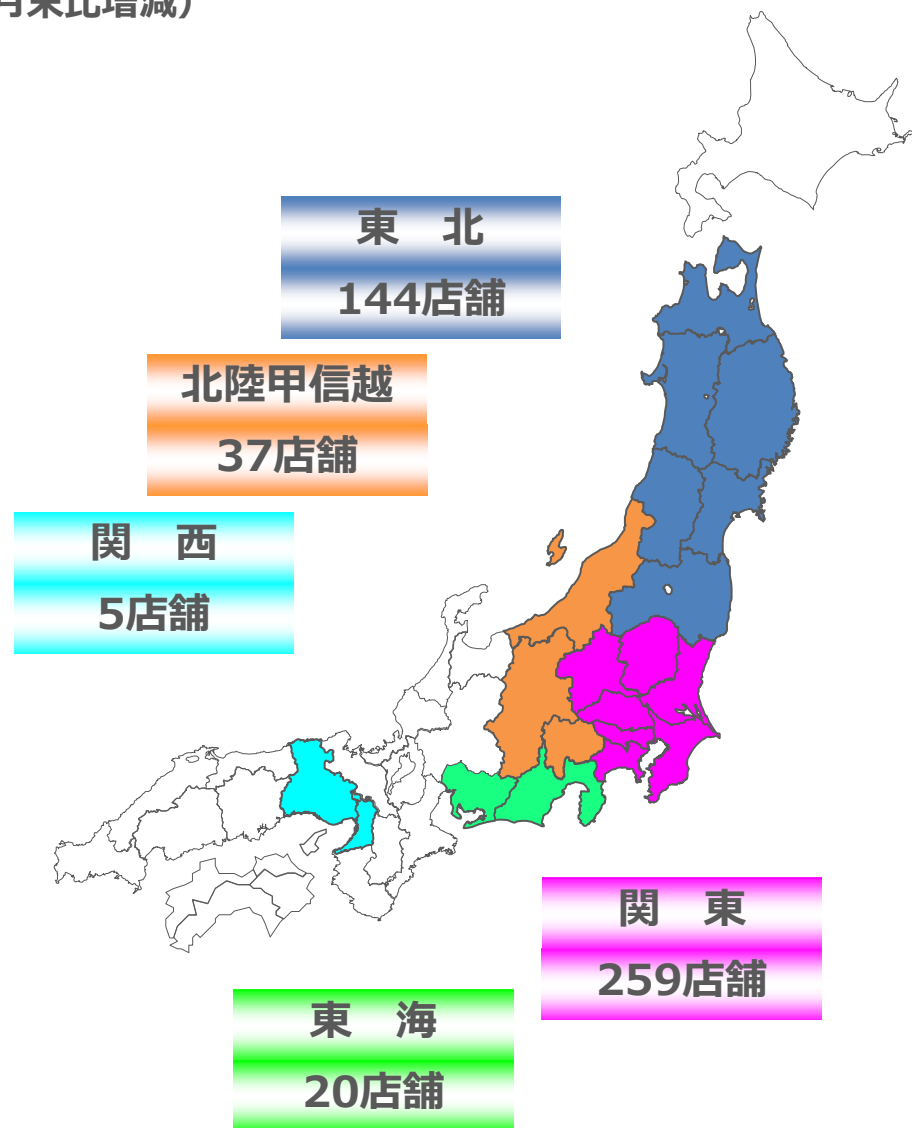 月末比増減）
東　北
144店舗
北陸甲信越
37店舗
関　西
5店舗
関　東
259店舗
東　海
20店舗